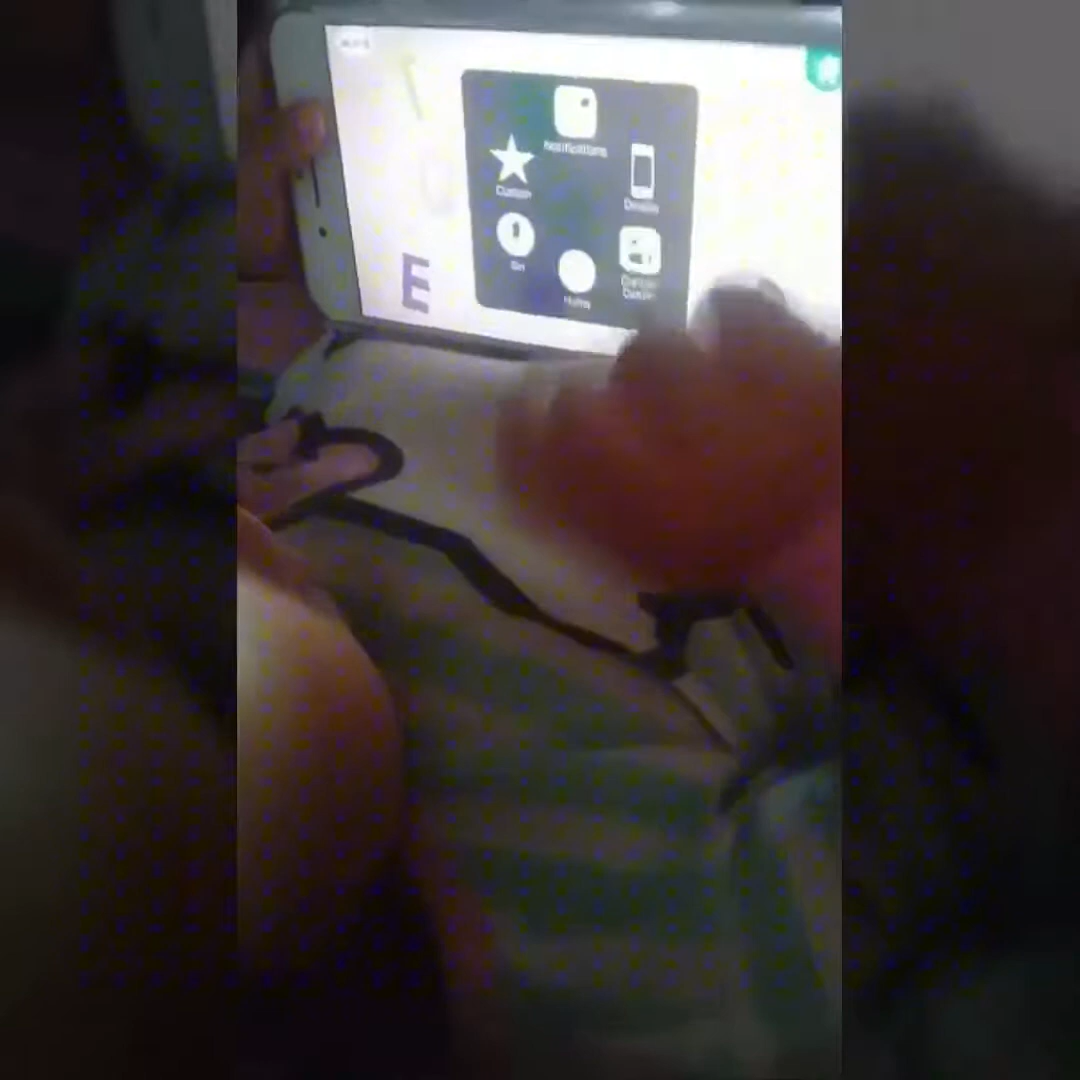 Notifications
Custom
Device
Siri
Home
Control
Center
E